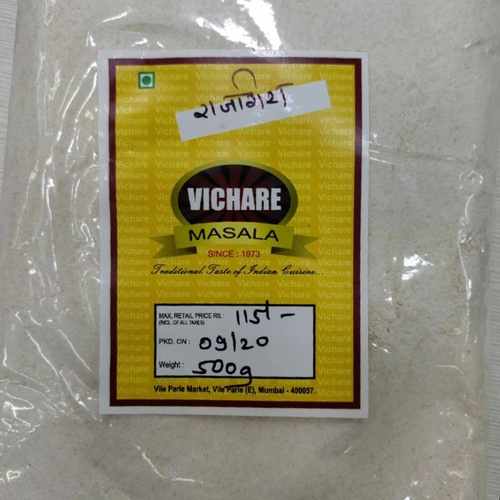 राजगिरा
VICHARE
MASALA
SINCE : 1973
Traditional Taste of Indian Cuisine...
MAX. RETAIL PRICE RS. : 115/-
(INCL. OF ALL TAXES)
PKD. ON : 09/20
Weight : 500g
Vile Parle Market, Vile Parle (E), Mumbai - 400057.